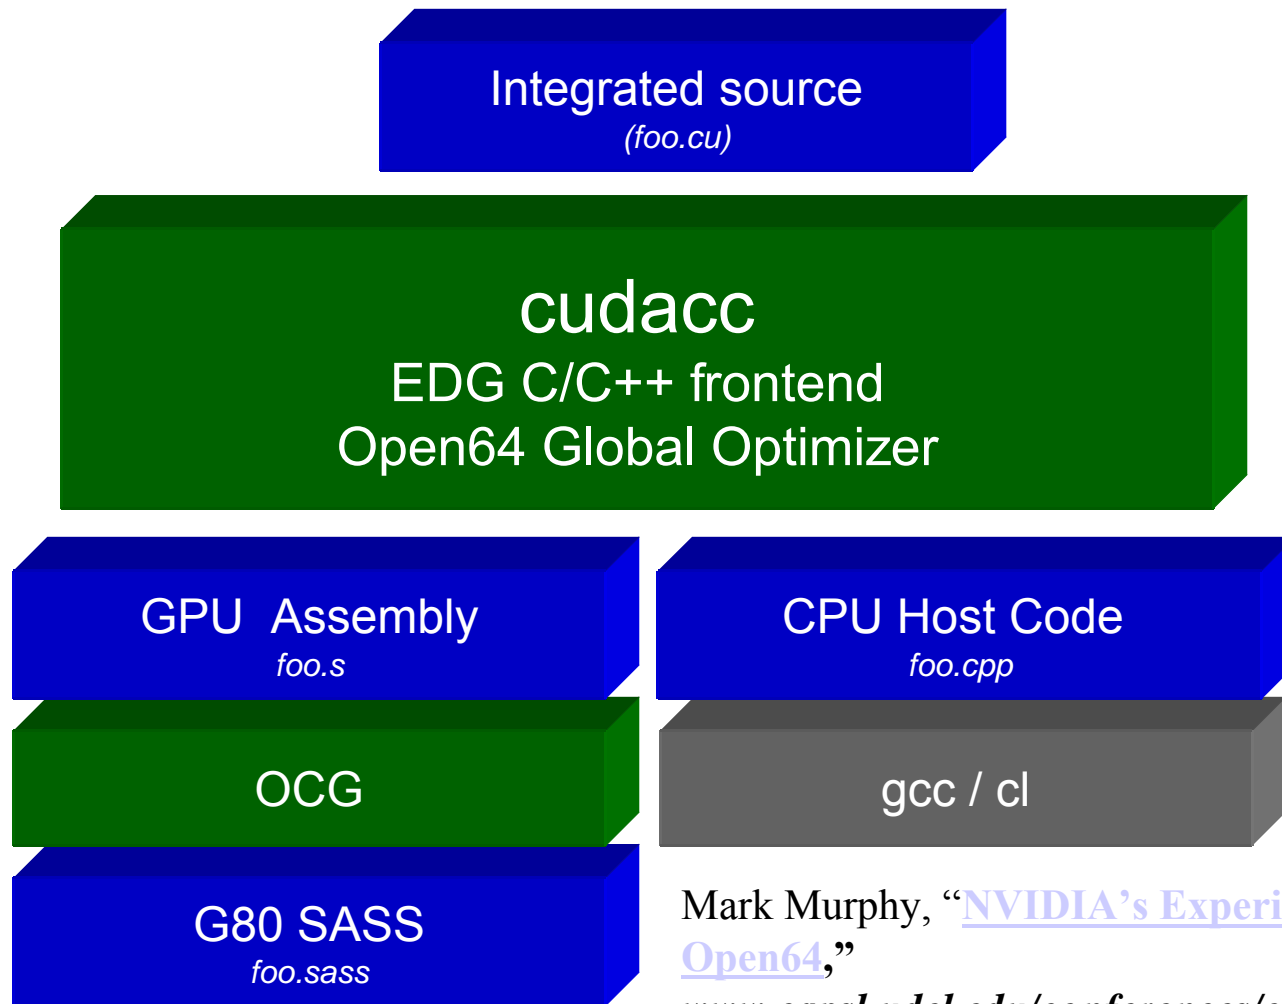 Integrated source
(foo.cu)
cudacc
EDG C/C++ frontend
Open64 Global Optimizer
GPU Assembly
foo.s
CPU Host Code
foo.cpp
OCG
gcc / cl
G80 SASS
foo.sass
Mark Murphy, “NVIDIA’s Experi
Open64,”